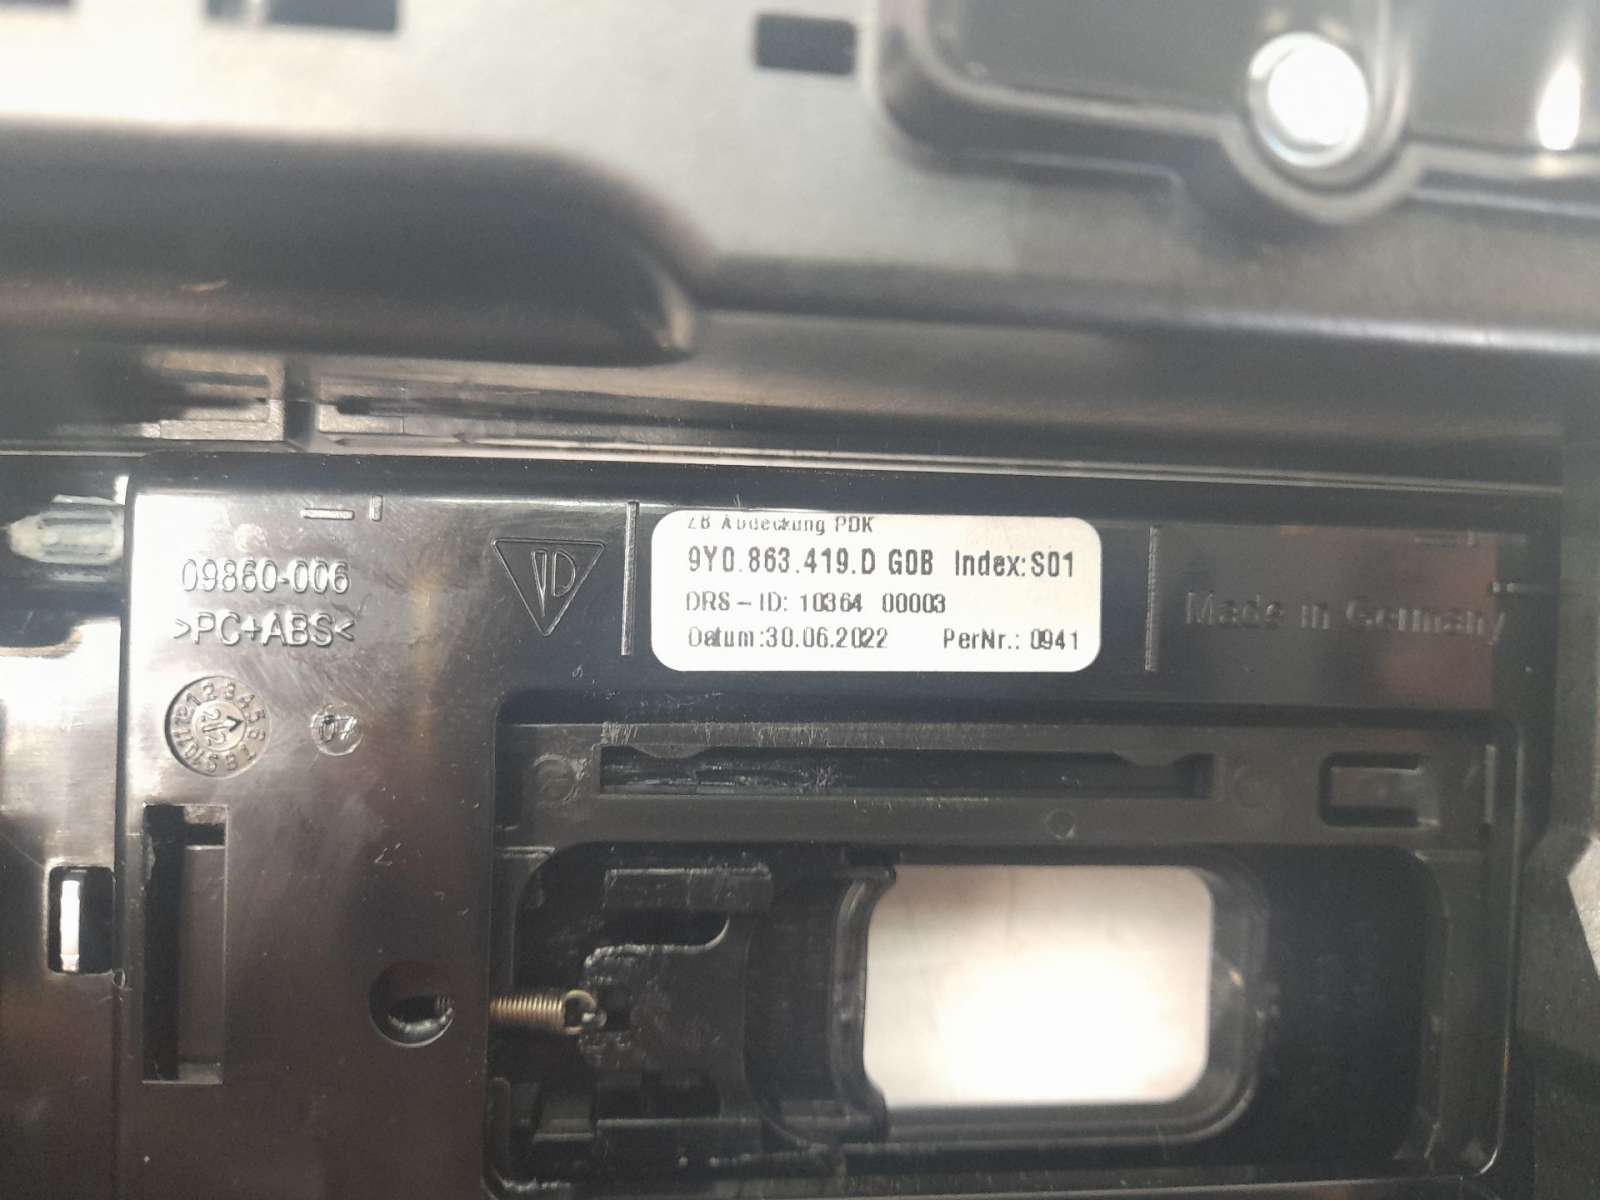 ZB Abdeckung PDK
9Y0.863.419.D G0B Index:S01
DRS-ID: 10364 00003
Datum:30.06.2022 PerNr.: 0941
09860-006
>PC+ABS<
Made in Germany